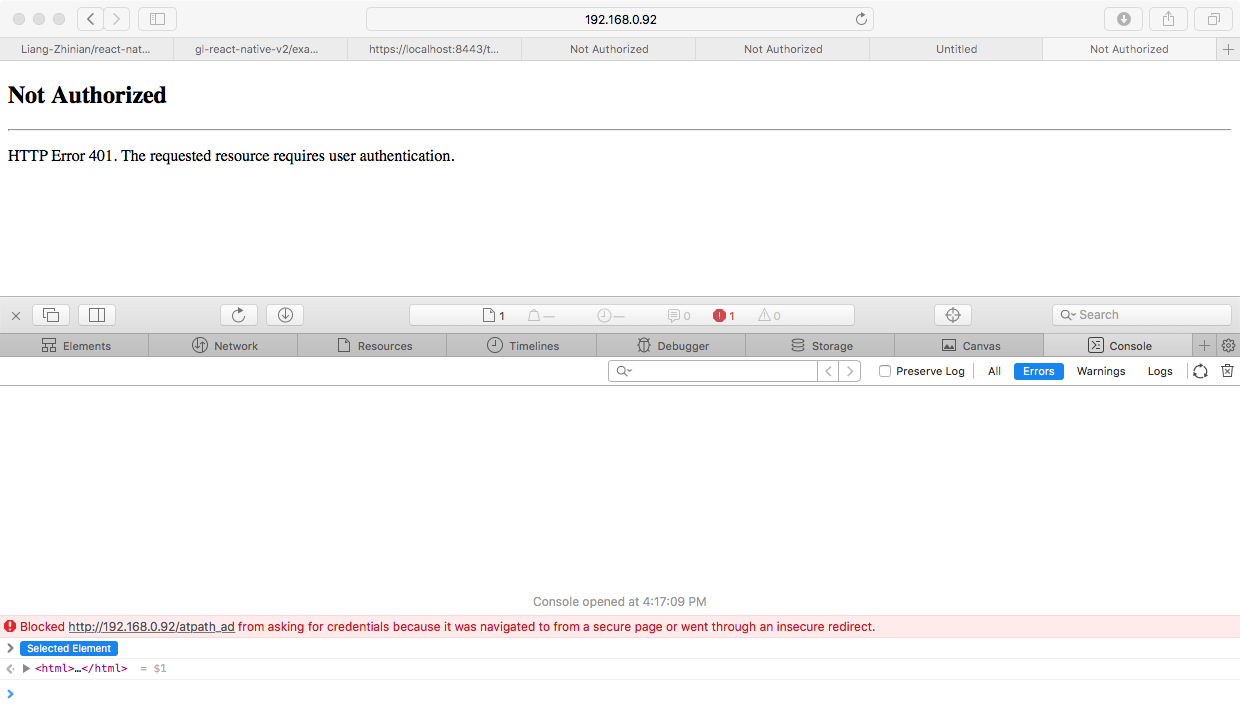 192.168.0.92
Liang-Zhinian/react-nat...
gl-react-native-v2/exa...
https://localhost:8443/t...
Not Authorized
Not Authorized
Untitled
Not Authorized
Not Authorized
HTTP Error 401. The requested resource requires user authentication.
1 — — 0 1 0
Search
Elements
Network
Resources
Timelines
Debugger
Storage
Canvas
Console
Preserve Log
All
Errors
Warnings
Logs
Console opened at 4:17:09 PM
Blocked http://192.168.0.92/atpath_ad from asking for credentials because it was navigated to from a secure page or went through an insecure redirect.
Selected Element
<html>…</html> = $1